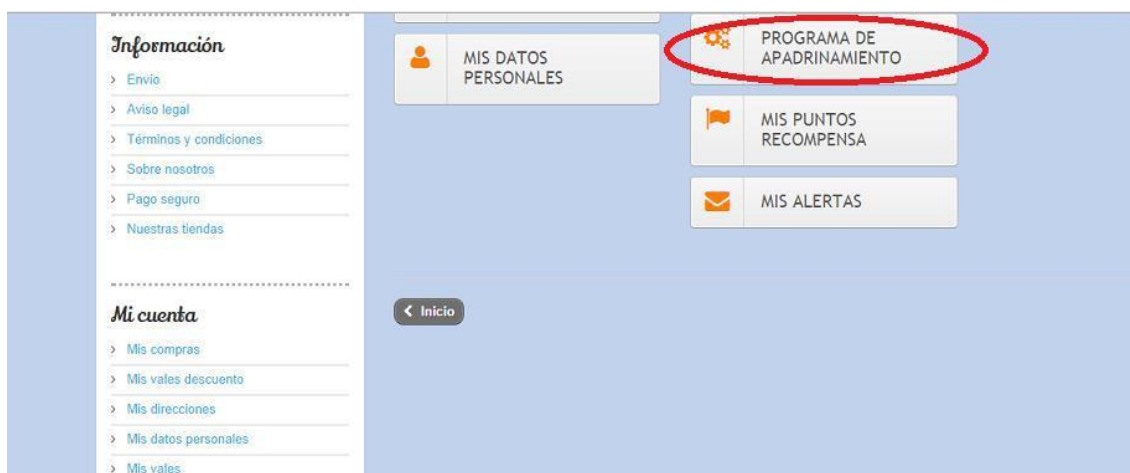 Información
> Envío
> Aviso legal
> Términos y condiciones
> Sobre nosotros
> Pago seguro
> Nuestras tiendas
Mi cuenta
> Mis compras
> Mis vales descuento
> Mis direcciones
> Mis datos personales
> Mis vales
MIS DATOS
PERSONALES
PROGRAMA DE
APADRINAMIENTO
MIS PUNTOS
RECOMPENSA
MIS ALERTAS
< Inicio